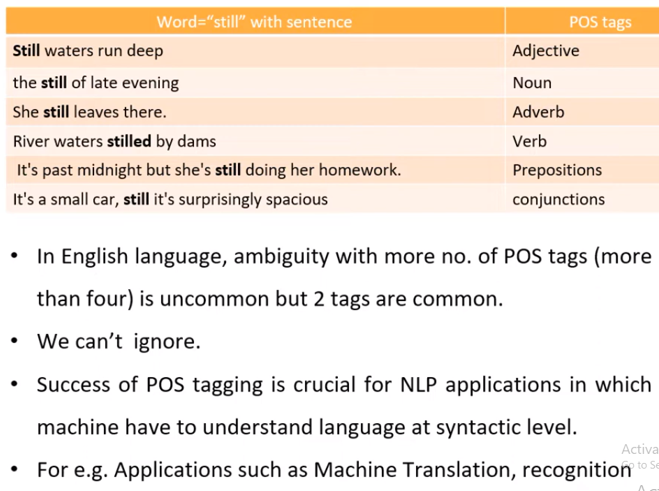 Word=“still” with sentence POS tags
Still waters run deep Adjective
the still of late evening Noun
She still leaves there. Adverb
River waters stilled by dams Verb
It's past midnight but she's still doing her homework. Prepositions
It's a small car, still it's surprisingly spacious conjunctions
• In English language, ambiguity with more no. of POS tags (more
than four) is uncommon but 2 tags are common.
• We can’t ignore.
• Success of POS tagging is crucial for NLP applications in which
machine have to understand language at syntactic level.
Activa
• For e.g. Applications such as Machine Translation, recognition
Go to Se